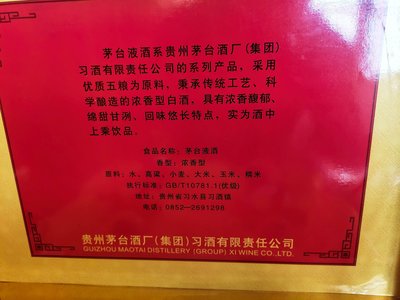 茅台液酒系贵州茅台酒厂(集团)
习酒有限责任公司的系列产品，采用
优质五粮为原料，秉承传统工艺、科
学酿造的浓香型白酒，具有浓香馥郁、
绵甜甘洌、回味悠长特点，实为酒中
上乘饮品。
食品名称：茅台液酒
香型：浓香型
原料：水、高粱、小麦、大米、玉米、糯米
执行标准：GB/T10781.1(优级)
地址：贵州省习水县习酒镇
电话：0852-2691298
贵州茅台酒厂(集团)习酒有限责任公司
GUIZHOU MAOTAI DISTILLERY (GROUP) XI WINE CO.,LTD.